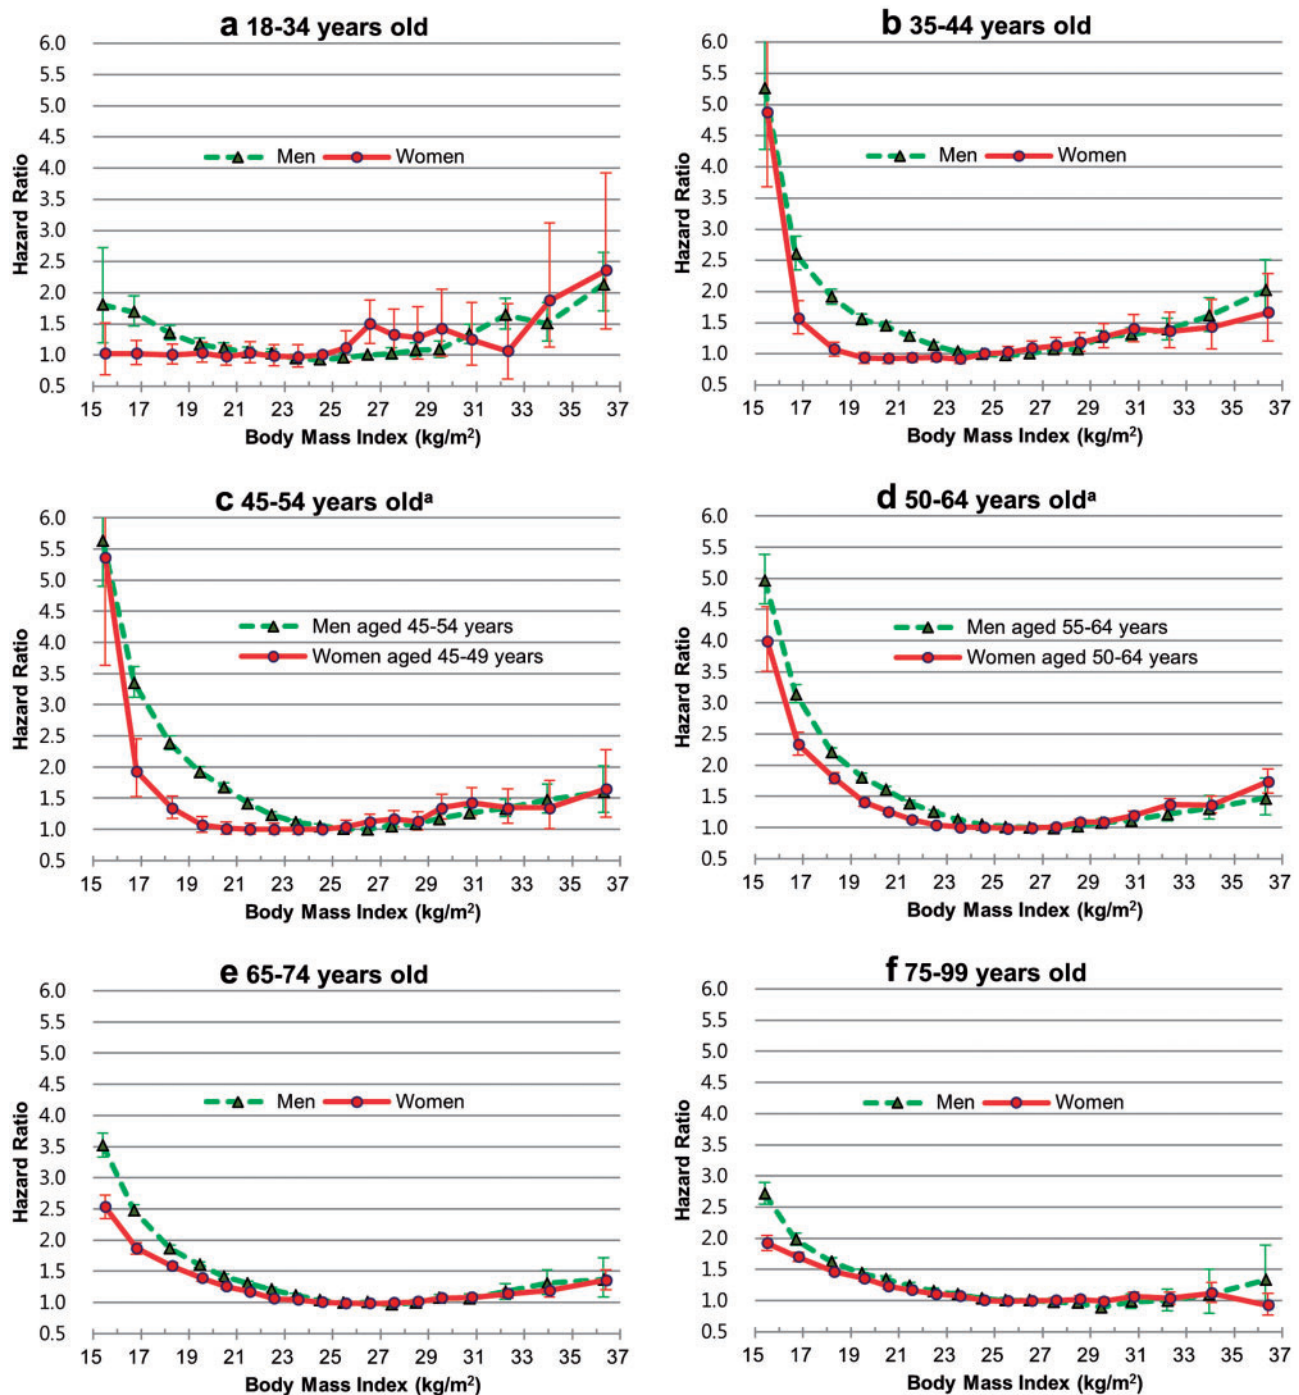 a 18-34 years old
6.0
5.5
5.0
4.5
4.0
3.5
3.0
2.5
2.0
1.5
1.0
0.5
Hazard Ratio
Men Women
15 17 19 21 23 25 27 29 31 33 35 37
Body Mass Index (kg/m²)
b 35-44 years old
6.0
5.5
5.0
4.5
4.0
3.5
3.0
2.5
2.0
1.5
1.0
0.5
Hazard Ratio
Men Women
15 17 19 21 23 25 27 29 31 33 35 37
Body Mass Index (kg/m²)
c 45-54 years oldᵃ
6.0
5.5
5.0
4.5
4.0
3.5
3.0
2.5
2.0
1.5
1.0
0.5
Hazard Ratio
Men aged 45-54 years
Women aged 45-49 years
15 17 19 21 23 25 27 29 31 33 35 37
Body Mass Index (kg/m²)
d 50-64 years oldᵃ
6.0
5.5
5.0
4.5
4.0
3.5
3.0
2.5
2.0
1.5
1.0
0.5
Hazard Ratio
Men aged 55-64 years
Women aged 50-64 years
15 17 19 21 23 25 27 29 31 33 35 37
Body Mass Index (kg/m²)
e 65-74 years old
6.0
5.5
5.0
4.5
4.0
3.5
3.0
2.5
2.0
1.5
1.0
0.5
Hazard Ratio
Men Women
15 17 19 21 23 25 27 29 31 33 35 37
Body Mass Index (kg/m²)
f 75-99 years old
6.0
5.5
5.0
4.5
4.0
3.5
3.0
2.5
2.0
1.5
1.0
0.5
Hazard Ratio
Men Women
15 17 19 21 23 25 27 29 31 33 35 37
Body Mass Index (kg/m²)